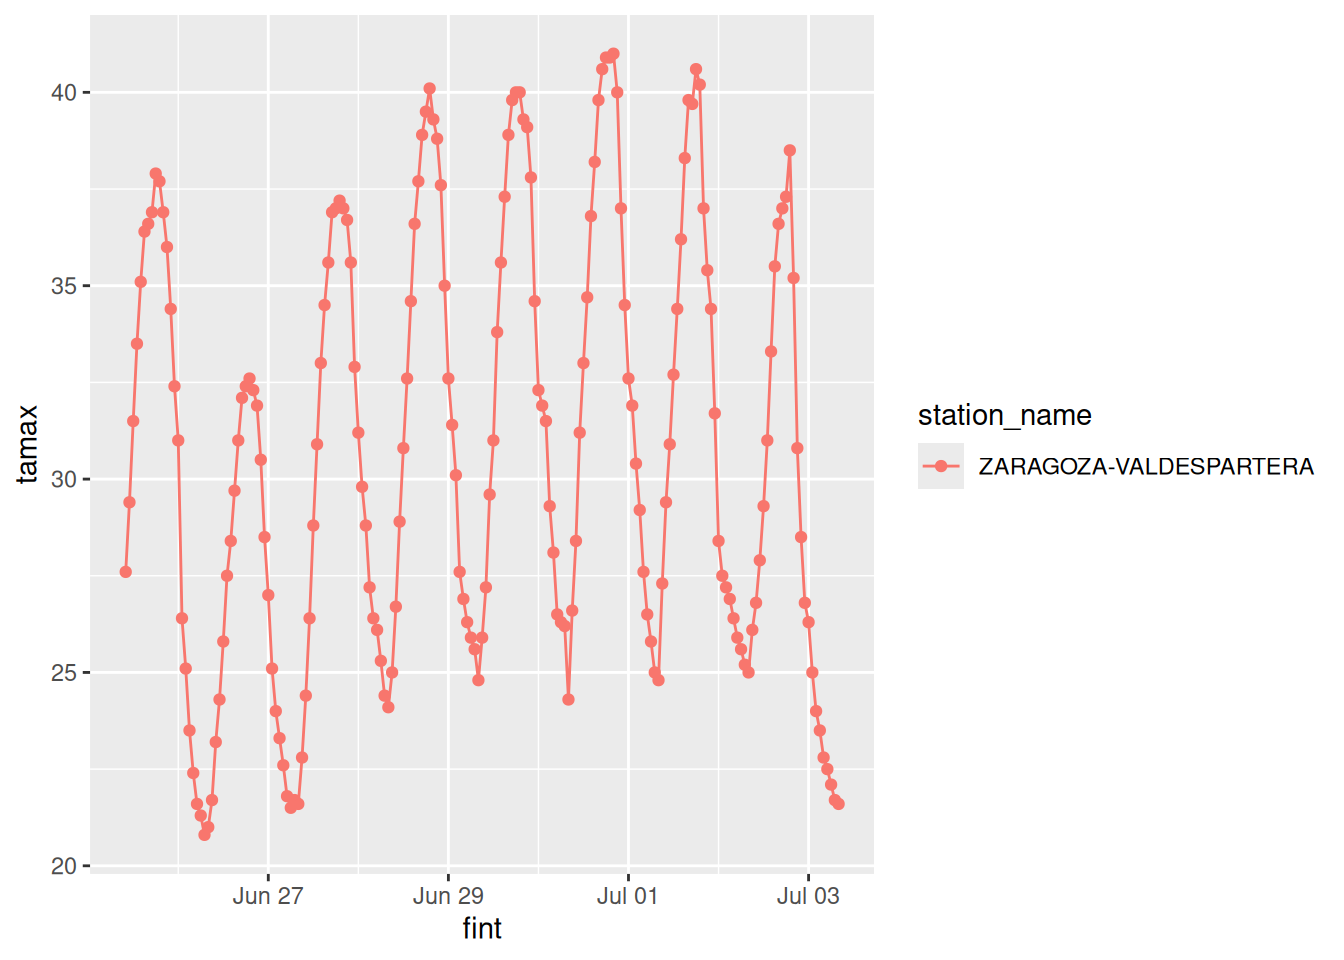 40
35
30
25
20
tamax
Jun 27
Jun 29
Jul 01
Jul 03
fint
station_name
ZARAGOZA-VALDESPARTERA